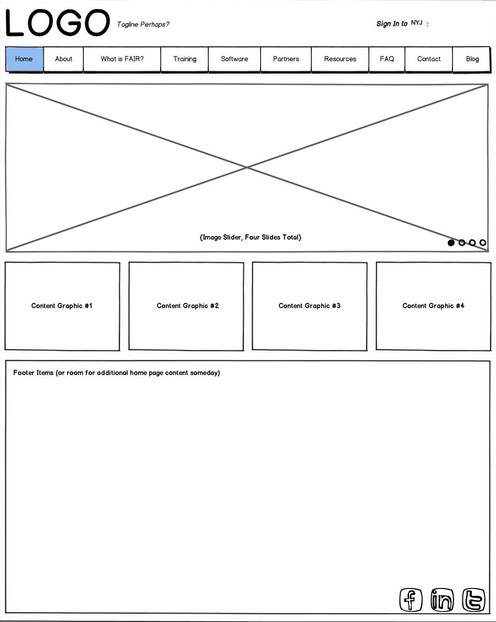 LOGO Tagline Perhaps? Sign In to NYJ :
Home About What is FAIR? Training Software Partners Resources FAQ Contact Blog
{Image Slider, Four Slides Total}
Content Graphic #1 Content Graphic #2 Content Graphic #3 Content Graphic #4
Footer Items (or room for additional home page content someday)
f in t